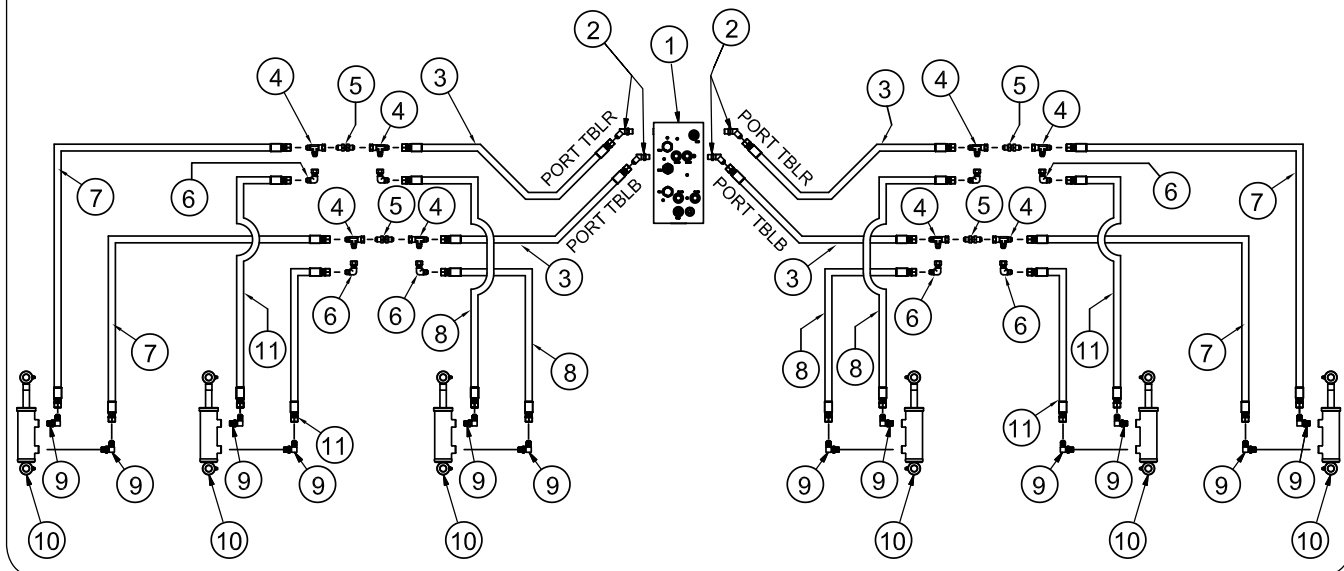 2 1 2
4 5 4 3 3 4 5 4
PORT TBLR PORT TBLR
7 6 6 7
4 5 4 PORT TBLB PORT TBLB 4 5 4
3 3
6 6 6 6
8
7 11 8 8 8 11 7
11 11
9 9 9 9 9 9 9 9 9 9 9 9
10 10 10 10 10 10